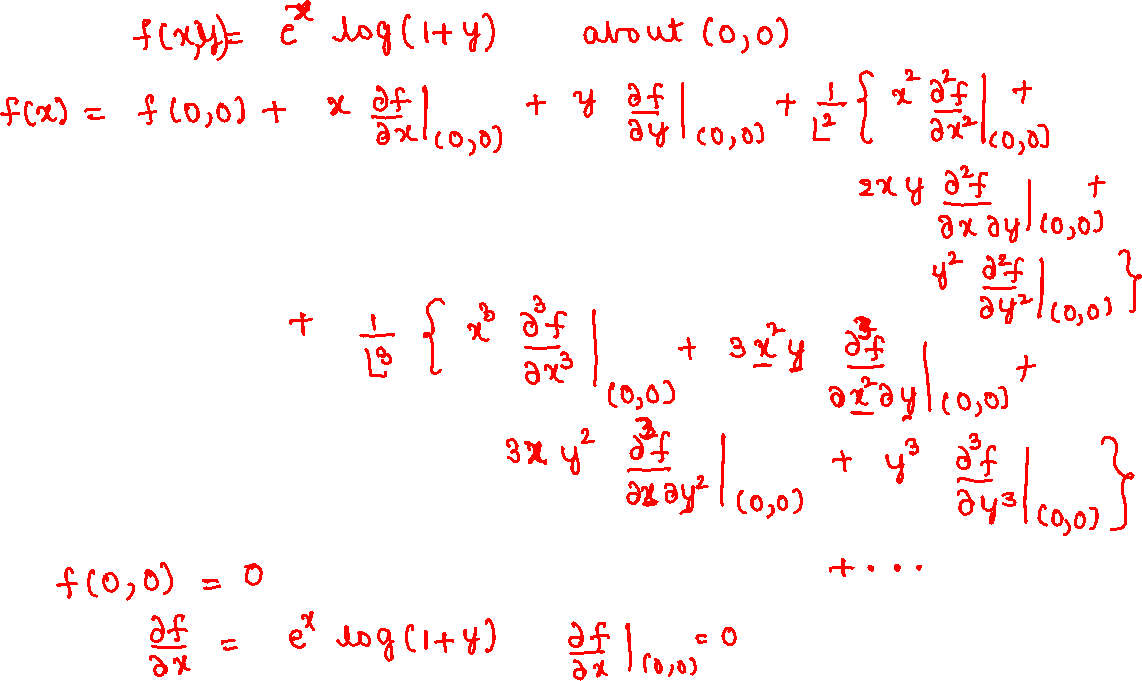 f(x,y) = e^x log(1+y) about (0,0)
f(x) = f(0,0) + x ∂f/∂x|(0,0) + y ∂f/∂y|(0,0) + 1/⌊2 { x² ∂²f/∂x²|(0,0) +
2xy ∂²f/∂x∂y|(0,0) +
y² ∂²f/∂y²|(0,0) }
+ 1/⌊3 { x³ ∂³f/∂x³|(0,0) + 3x²y ∂³f/∂x²∂y|(0,0) +
3xy² ∂³f/∂x∂y²|(0,0) + y³ ∂³f/∂y³|(0,0) }
+ ...
f(0,0) = 0
∂f/∂x = e^x log(1+y) ∂f/∂x|(0,0) = 0